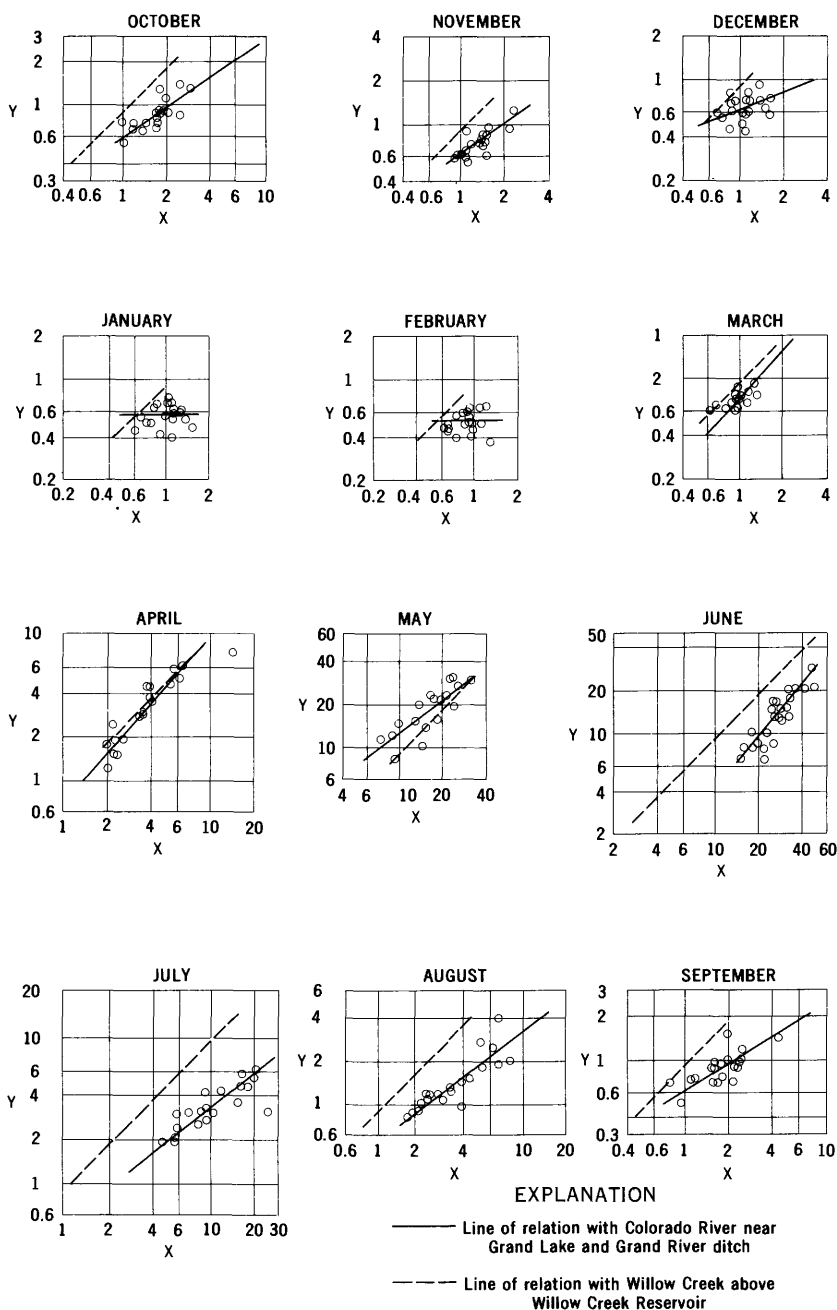 OCTOBER NOVEMBER DECEMBER
3 4 2
2
2 1
Y 1 Y 1 Y
0.6
0.6 0.6 0.4
0.3 0.4 0.2
0.4 0.6 1 2 4 6 10 0.4 0.6 1 2 4 0.4 0.6 1 2 4
X X X
JANUARY FEBRUARY MARCH
2 2 1
1 1 2
Y 0.6 Y 0.6 Y 0.6
0.4 0.4 0.4
0.2 0.2 0.2
0.2 0.4 0.6 1 2 0.2 0.4 0.6 1 2 0.4 0.6 1 2 4
X X X
APRIL MAY JUNE
10 60 50
6 40
4 20
Y Y 20 Y 10
2 10 6
1 4
0.6 6 2
1 2 4 6 10 20 4 6 10 20 40 2 4 6 10 20 40 60
X X X
JULY AUGUST SEPTEMBER
20 6 3
10 4 2
6 Y 2 Y 1
Y 4
2 1 0.6
1 0.6 0.3
0.6 0.6 1 2 4 6 10 20 0.4 0.6 1 2 4 6 10
1 2 4 6 10 20 30 X X
X
EXPLANATION
Line of relation with Colorado River near
Grand Lake and Grand River ditch
Line of relation with Willow Creek above
Willow Creek Reservoir